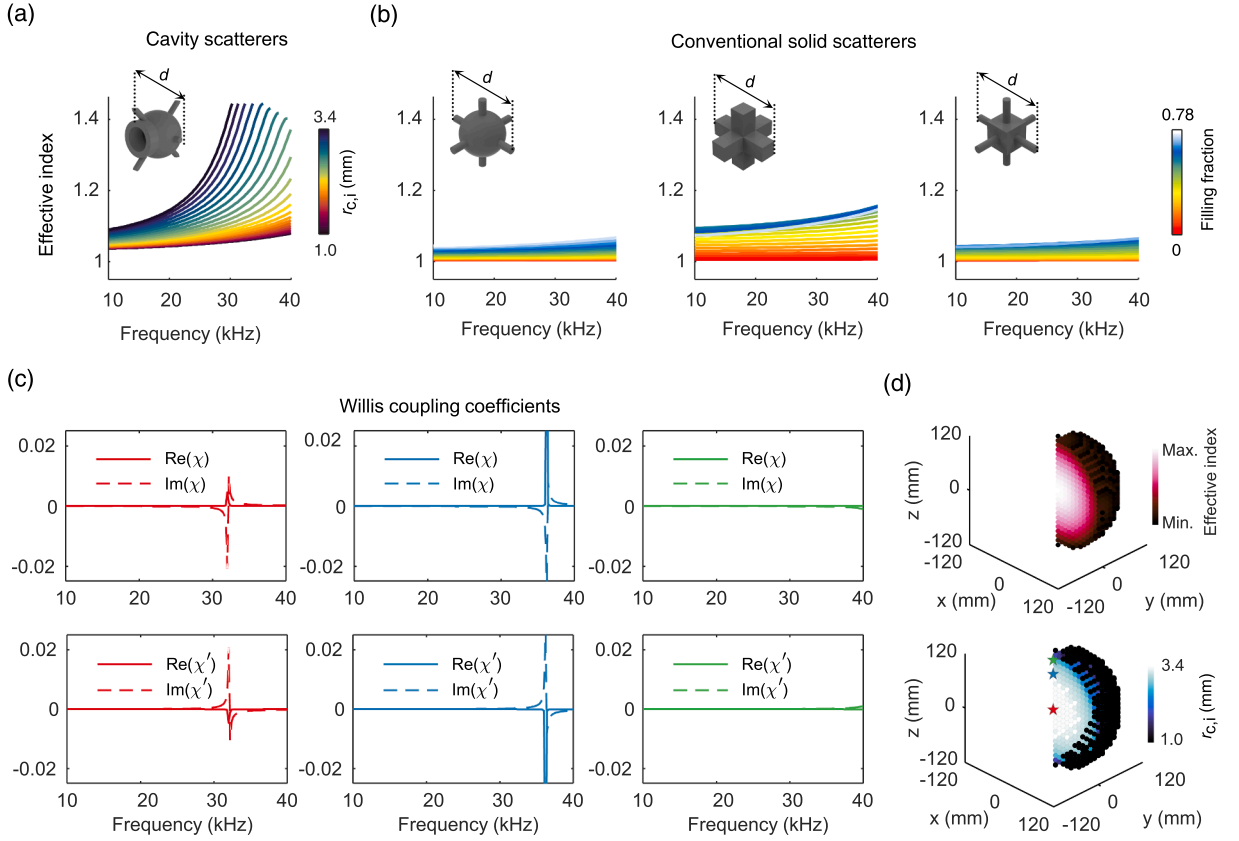 (a)
Cavity scatterers
d
Effective index
1.4
1.2
1
10 20 30 40
Frequency (kHz)
3.4
r_c,i (mm)
1.0
(b)
Conventional solid scatterers
d
1.4
1.2
1
10 20 30 40
Frequency (kHz)
d
1.4
1.2
1
10 20 30 40
Frequency (kHz)
d
1.4
1.2
1
10 20 30 40
Frequency (kHz)
0.78
Filling fraction
0
(c)
Willis coupling coefficients
0.02
0
-0.02
Re(χ)
Im(χ)
10 20 30 40
0.02
0
-0.02
Re(χ)
Im(χ)
10 20 30 40
0.02
0
-0.02
Re(χ)
Im(χ)
10 20 30 40
0.02
0
-0.02
Re(χ′)
Im(χ′)
10 20 30 40
Frequency (kHz)
0.02
0
-0.02
Re(χ′)
Im(χ′)
10 20 30 40
Frequency (kHz)
0.02
0
-0.02
Re(χ′)
Im(χ′)
10 20 30 40
Frequency (kHz)
(d)
120
0
-120
z (mm)
-120
0
120
x (mm)
-120
0
120
y (mm)
Max.
Min.
Effective index
120
0
-120
z (mm)
-120
0
120
x (mm)
-120
0
120
y (mm)
3.4
1.0
r_c,i (mm)